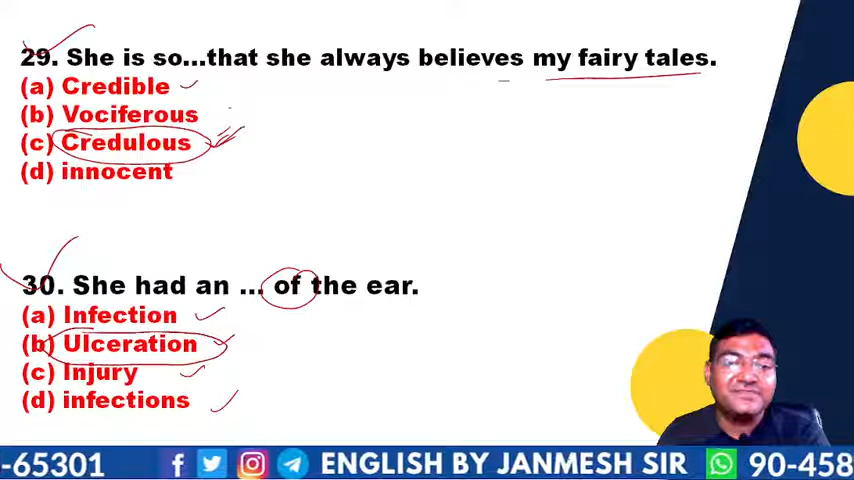 29. She is so...that she always believes my fairy tales.
(a) Credible
(b) Vociferous
(c) Credulous
(d) innocent
30. She had an ... of the ear.
(a) Infection
(b) Ulceration
(c) Injury
(d) infections
-65301 ENGLISH BY JANMESH SIR 90-458